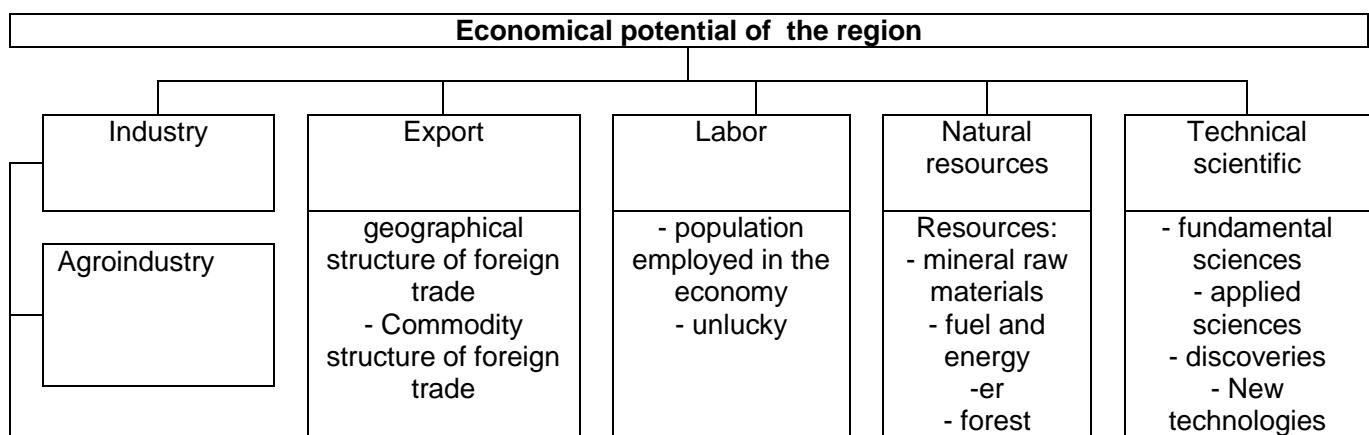 Economical potential of the region
Industry
Agroindustry
Export
geographical
structure of foreign
trade
- Commodity
structure of foreign
trade
Labor
- population
employed in the
economy
- unlucky
Natural
resources
Resources:
- mineral raw
materials
- fuel and
energy
-er
- forest
Technical
scientific
- fundamental
sciences
- applied
sciences
- discoveries
- New
technologies